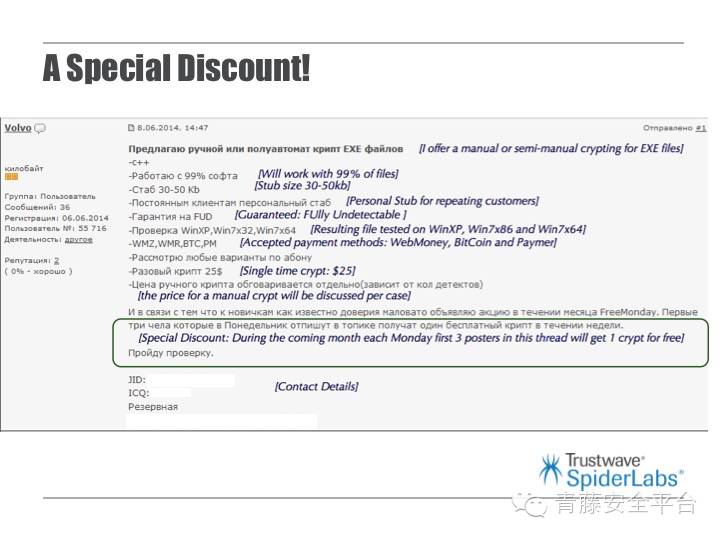 A Special Discount!
Volvo 8.06.2014, 14:47 Отправлено #1
Предлагаю ручной или полуавтомат крипт EXE файлов [I offer a manual or semi-manual crypting for EXE files]
-c++
килобайт
-Работаю с 99% софта [Will work with 99% of files]
-Стаб 30-50 Kb [Stub size 30-50kb]
Группа: Пользователь
-Постоянным клиентам персональный стаб [Personal Stub for repeating customers]
Сообщений: 36
-Гарантия на FUD [Guaranteed: FUlly Undetectable ]
Регистрация: 06.06.2014
-Проверка WinXP,Win7x32,Win7x64 [Resulting file tested on WinXP, Win7x86 and Win7x64]
Пользователь №: 55 716
-WMZ,WMR,BTC,PM [Accepted payment methods: WebMoney, BitCoin and Paymer]
Деятельность: другое
-Рассмотрю любые варианты по абону
Репутация: 2
-Разовый крипт 25$ [Single time crypt: $25]
( 0% - хорошо )
-Цена ручного крипта обговаривается отдельно(зависит от кол детектов)
[the price for a manual crypt will be discussed per case]
И в связи с тем что к новичкам как известно доверия маловато объявляю акцию в течении месяца FreeMonday. Первые
три чела которые в Понедельник отпишут в топике получат один бесплатный крипт в течении недели.
[Special Discount: During the coming month each Monday first 3 posters in this thread will get 1 crypt for free]
Пройду проверку.
JID:
[Contact Details]
ICQ:
Резервная
Trustwave®
SpiderLabs®
青藤安全平台